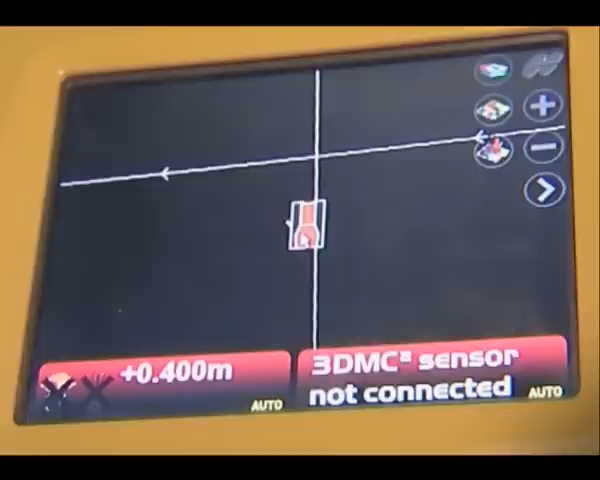 +0.400m
AUTO
3DMC² sensor
not connected
AUTO